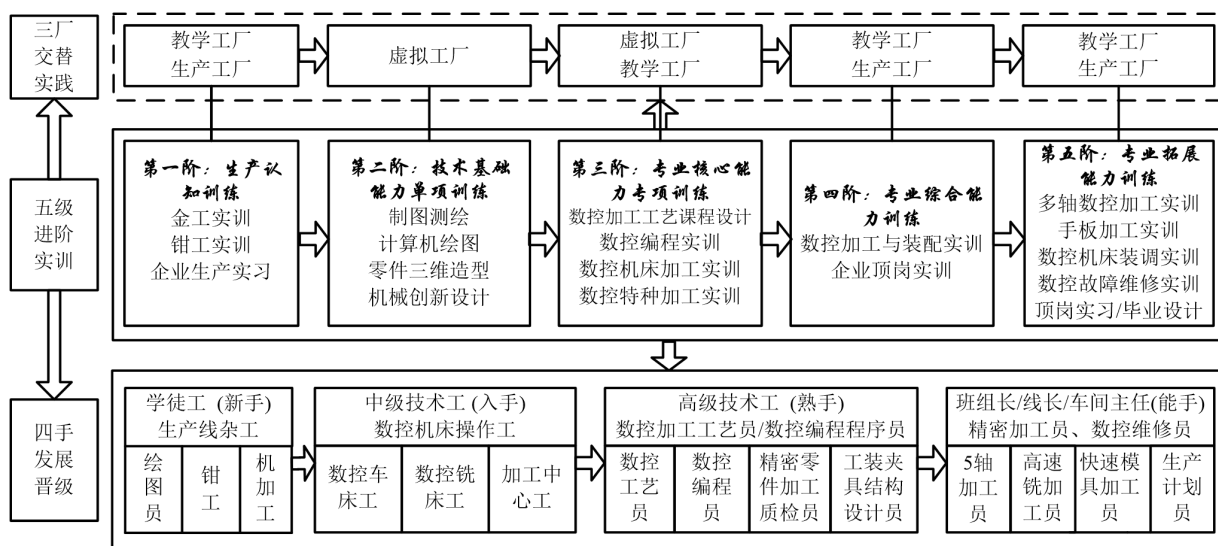 三厂
交替
实践
教学工厂
生产工厂
虚拟工厂
虚拟工厂
教学工厂
教学工厂
生产工厂
教学工厂
生产工厂
五级
进阶
实训
第一阶：生产认
知训练
金工实训
钳工实训
企业生产实习
第二阶：技术基础
能力单项训练
制图测绘
计算机绘图
零件三维造型
机械创新设计
第三阶：专业核心能
力专项训练
数控加工工艺课程设计
数控编程实训
数控机床加工实训
数控特种加工实训
第四阶：专业综合能
力训练
数控加工与装配实训
企业顶岗实训
第五阶：专业拓展
能力训练
多轴数控加工实训
手板加工实训
数控机床装调实训
数控故障维修实训
顶岗实习/毕业设计
四手
发展
晋级
学徒工 (新手)
生产线杂工
绘
图
员
钳
工
机
加
工
中级技术工 (入手)
数控机床操作工
数控车
床工
数控铣
床工
加工中
心工
高级技术工 (熟手)
数控加工工艺员/数控编程程序员
数控
工艺
员
数控
编程
员
精密零
件加工
质检员
工装夹
具结构
设计员
班组长/线长/车间主任(能手)
精密加工员、数控维修员
5轴
加工
员
高速
铣加
工员
快速模
具加工
员
生产
计划
员